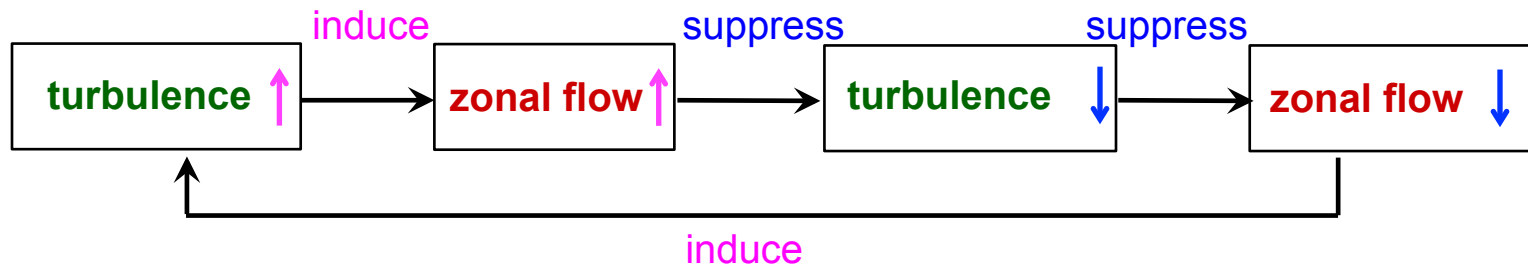 induce
suppress
suppress
turbulence
zonal flow
turbulence
zonal flow
induce